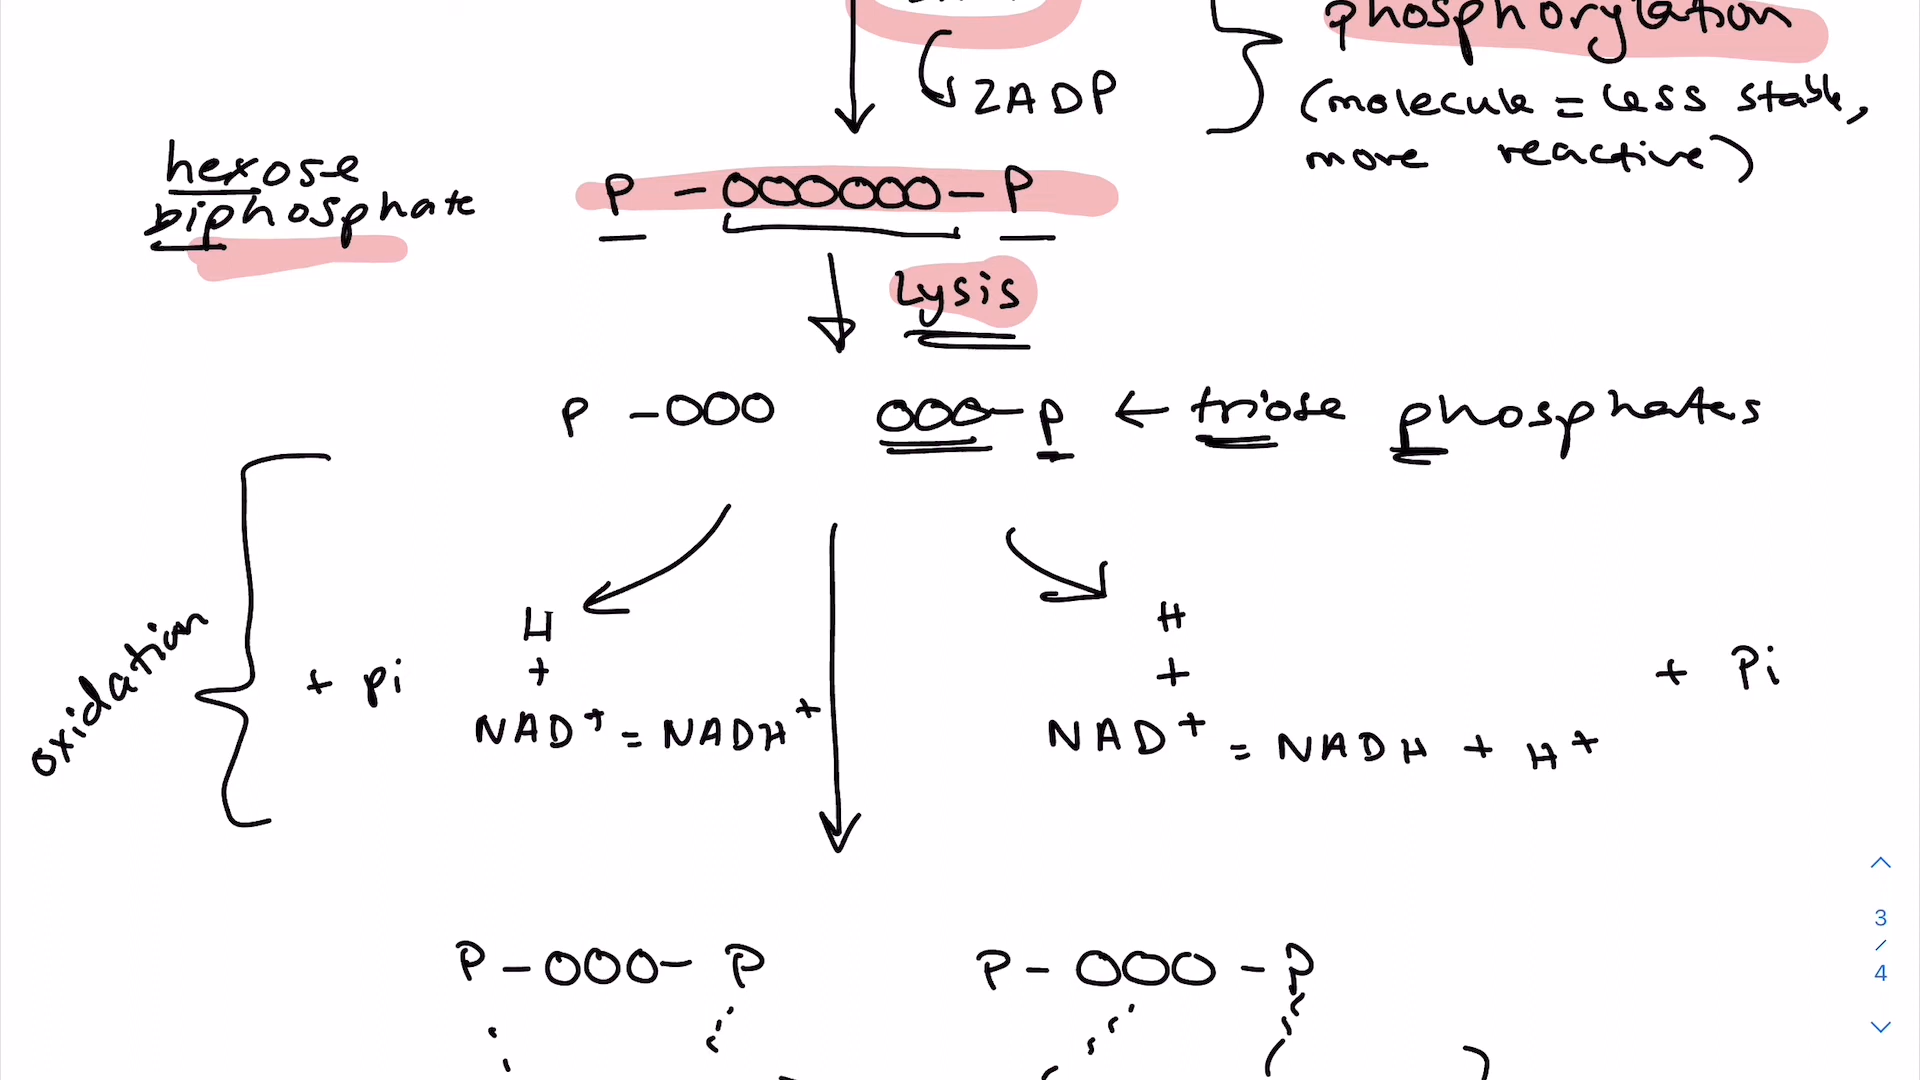 phosphorylation
2ADP
(molecule = less stable,
more reactive)
hexose
biphosphate
P - OOOOOO - P
Lysis
P - OOO OOO - P ← triose phosphates
oxidation
H
+
+ pi
NAD+ = NADH+
H
+
NAD+ = NADH + H+
+ Pi
P - OOO - P
P - OOO - P
3
/
4